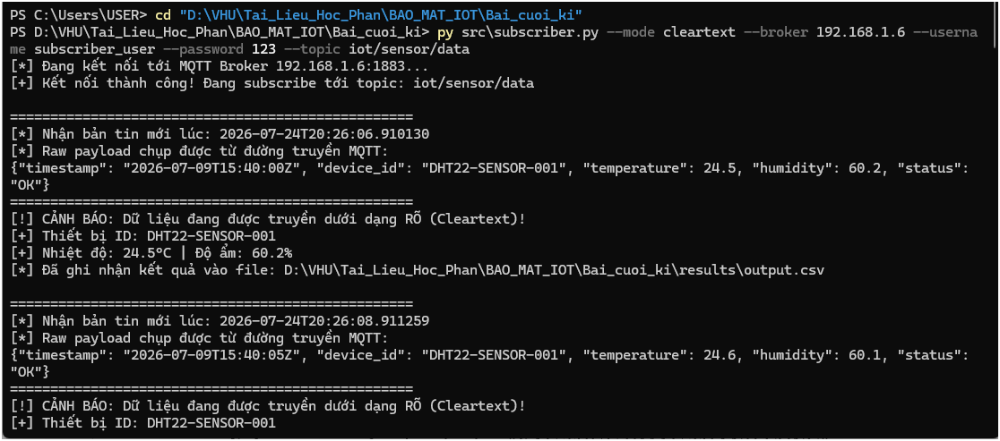 PS C:\Users\USER> cd "D:\VHU\Tai_Lieu_Hoc_Phan\BAO_MAT_IOT\Bai_cuoi_ki"
PS D:\VHU\Tai_Lieu_Hoc_Phan\BAO_MAT_IOT\Bai_cuoi_ki> py src\subscriber.py --mode cleartext --broker 192.168.1.6 --userna
me subscriber_user --password 123 --topic iot/sensor/data
[*] Đang kết nối tới MQTT Broker 192.168.1.6:1883...
[+] Kết nối thành công! Đang subscribe tới topic: iot/sensor/data
==================================================
[*] Nhận bản tin mới lúc: 2026-07-24T20:26:06.910130
[*] Raw payload chụp được từ đường truyền MQTT:
{"timestamp": "2026-07-09T15:40:00Z", "device_id": "DHT22-SENSOR-001", "temperature": 24.5, "humidity": 60.2, "status":
"OK"}
==================================================
[!] CẢNH BÁO: Dữ liệu đang được truyền dưới dạng RÕ (Cleartext)!
[+] Thiết bị ID: DHT22-SENSOR-001
[+] Nhiệt độ: 24.5°C | Độ ẩm: 60.2%
[*] Đã ghi nhận kết quả vào file: D:\VHU\Tai_Lieu_Hoc_Phan\BAO_MAT_IOT\Bai_cuoi_ki\results\output.csv
==================================================
[*] Nhận bản tin mới lúc: 2026-07-24T20:26:08.911259
[*] Raw payload chụp được từ đường truyền MQTT:
{"timestamp": "2026-07-09T15:40:05Z", "device_id": "DHT22-SENSOR-001", "temperature": 24.6, "humidity": 60.1, "status":
"OK"}
==================================================
[!] CẢNH BÁO: Dữ liệu đang được truyền dưới dạng RÕ (Cleartext)!
[+] Thiết bị ID: DHT22-SENSOR-001